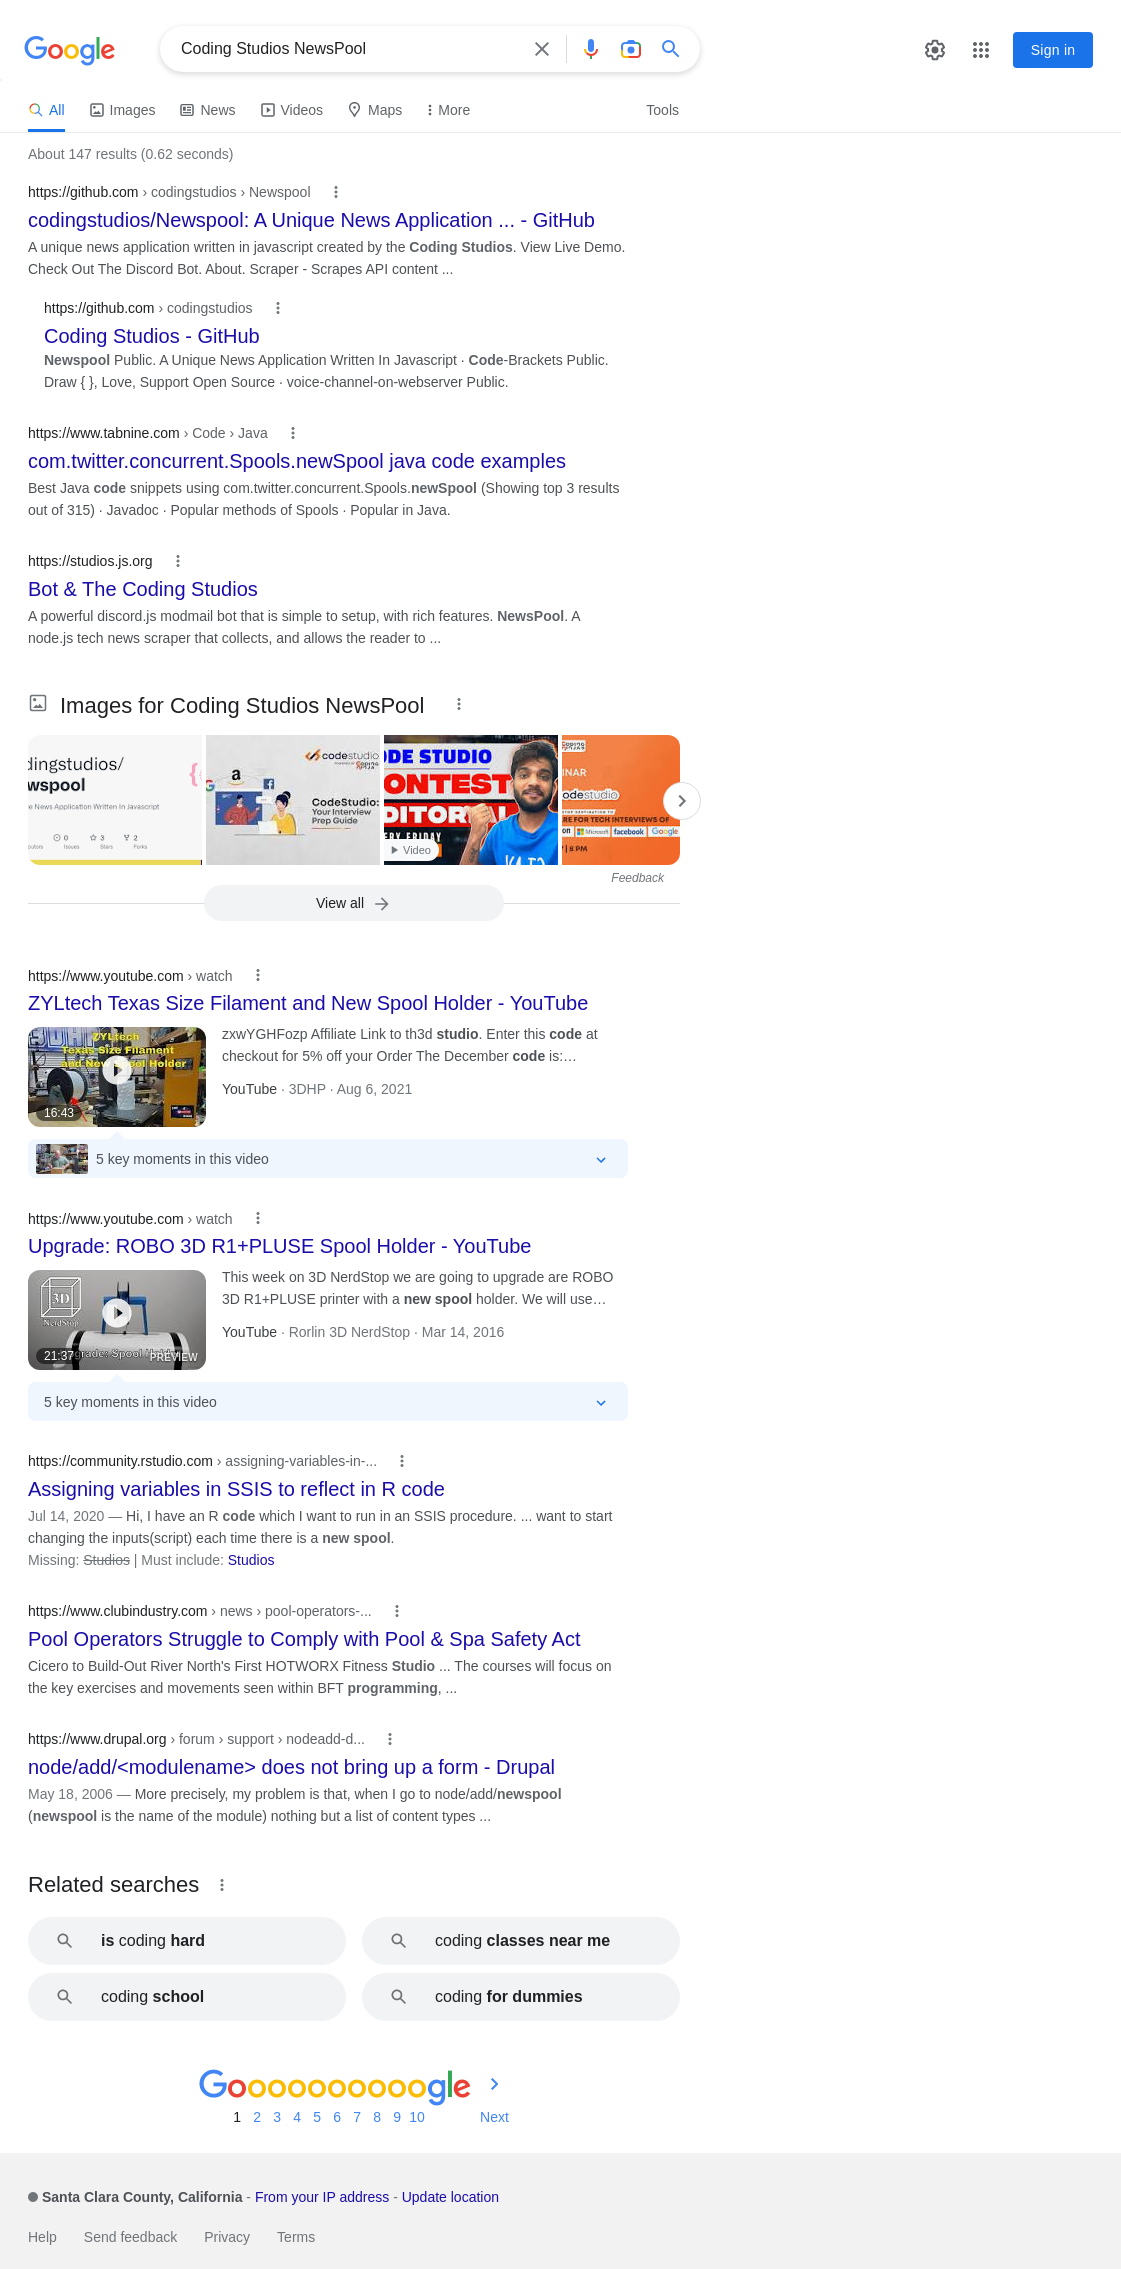 Google
Coding Studios NewsPool
Sign in
All Images News Videos Maps More Tools
About 147 results (0.62 seconds)
https://github.com › codingstudios › Newspool
codingstudios/Newspool: A Unique News Application ... - GitHub
A unique news application written in javascript created by the Coding Studios. View Live Demo.
Check Out The Discord Bot. About. Scraper - Scrapes API content ...
https://github.com › codingstudios
Coding Studios - GitHub
Newspool Public. A Unique News Application Written In Javascript · Code-Brackets Public.
Draw { }, Love, Support Open Source · voice-channel-on-webserver Public.
https://www.tabnine.com › Code › Java
com.twitter.concurrent.Spools.newSpool java code examples
Best Java code snippets using com.twitter.concurrent.Spools.newSpool (Showing top 3 results
out of 315) · Javadoc · Popular methods of Spools · Popular in Java.
https://studios.js.org
Bot & The Coding Studios
A powerful discord.js modmail bot that is simple to setup, with rich features. NewsPool. A
node.js tech news scraper that collects, and allows the reader to ...
Images for Coding Studios NewsPool
dingstudios/
wspool
e News Application Written In Javascript
0 3 2
Issues Stars Forks
codestudio
CodeStudio:
Your Interview
Prep Guide
ODE STUDIO
ONTEST
DITORIAL
ERY FRIDAY
Video
INAR
odestudio
RE FOR TECH INTERVIEWS OF
Microsoft facebook Google
8 PM
Feedback
View all
https://www.youtube.com › watch
ZYLtech Texas Size Filament and New Spool Holder - YouTube
ZYLtech
Texas Size Filament
and New Spool Holder
16:43
zxwYGHFozp Affiliate Link to th3d studio. Enter this code at
checkout for 5% off your Order The December code is:…
YouTube · 3DHP · Aug 6, 2021
5 key moments in this video
https://www.youtube.com › watch
Upgrade: ROBO 3D R1+PLUSE Spool Holder - YouTube
3D
NerdStop
21:37
grade: Spool Holder
PREVIEW
This week on 3D NerdStop we are going to upgrade are ROBO
3D R1+PLUSE printer with a new spool holder. We will use…
YouTube · Rorlin 3D NerdStop · Mar 14, 2016
5 key moments in this video
https://community.rstudio.com › assigning-variables-in-...
Assigning variables in SSIS to reflect in R code
Jul 14, 2020 — Hi, I have an R code which I want to run in an SSIS procedure. ... want to start
changing the inputs(script) each time there is a new spool.
Missing: Studios | Must include: Studios
https://www.clubindustry.com › news › pool-operators-...
Pool Operators Struggle to Comply with Pool & Spa Safety Act
Cicero to Build-Out River North's First HOTWORX Fitness Studio ... The courses will focus on
the key exercises and movements seen within BFT programming, ...
https://www.drupal.org › forum › support › nodeadd-d...
node/add/<modulename> does not bring up a form - Drupal
May 18, 2006 — More precisely, my problem is that, when I go to node/add/newspool
(newspool is the name of the module) nothing but a list of content types ...
Related searches
is coding hard
coding classes near me
coding school
coding for dummies
Goooooooooogle
1 2 3 4 5 6 7 8 9 10 Next
Santa Clara County, California - From your IP address - Update location
Help Send feedback Privacy Terms